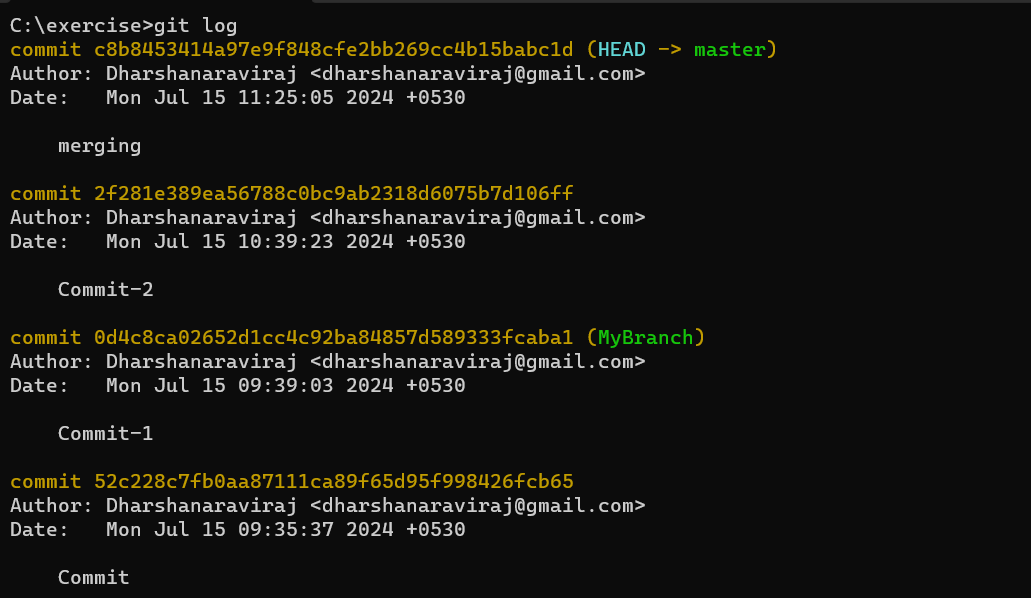 C:\exercise>git log
commit c8b8453414a97e9f848cfe2bb269cc4b15babc1d (HEAD -> master)
Author: Dharshanaraviraj <dharshanaraviraj@gmail.com>
Date:   Mon Jul 15 11:25:05 2024 +0530
merging
commit 2f281e389ea56788c0bc9ab2318d6075b7d106ff
Author: Dharshanaraviraj <dharshanaraviraj@gmail.com>
Date:   Mon Jul 15 10:39:23 2024 +0530
Commit-2
commit 0d4c8ca02652d1cc4c92ba84857d589333fcaba1 (MyBranch)
Author: Dharshanaraviraj <dharshanaraviraj@gmail.com>
Date:   Mon Jul 15 09:39:03 2024 +0530
Commit-1
commit 52c228c7fb0aa87111ca89f65d95f998426fcb65
Author: Dharshanaraviraj <dharshanaraviraj@gmail.com>
Date:   Mon Jul 15 09:35:37 2024 +0530
Commit